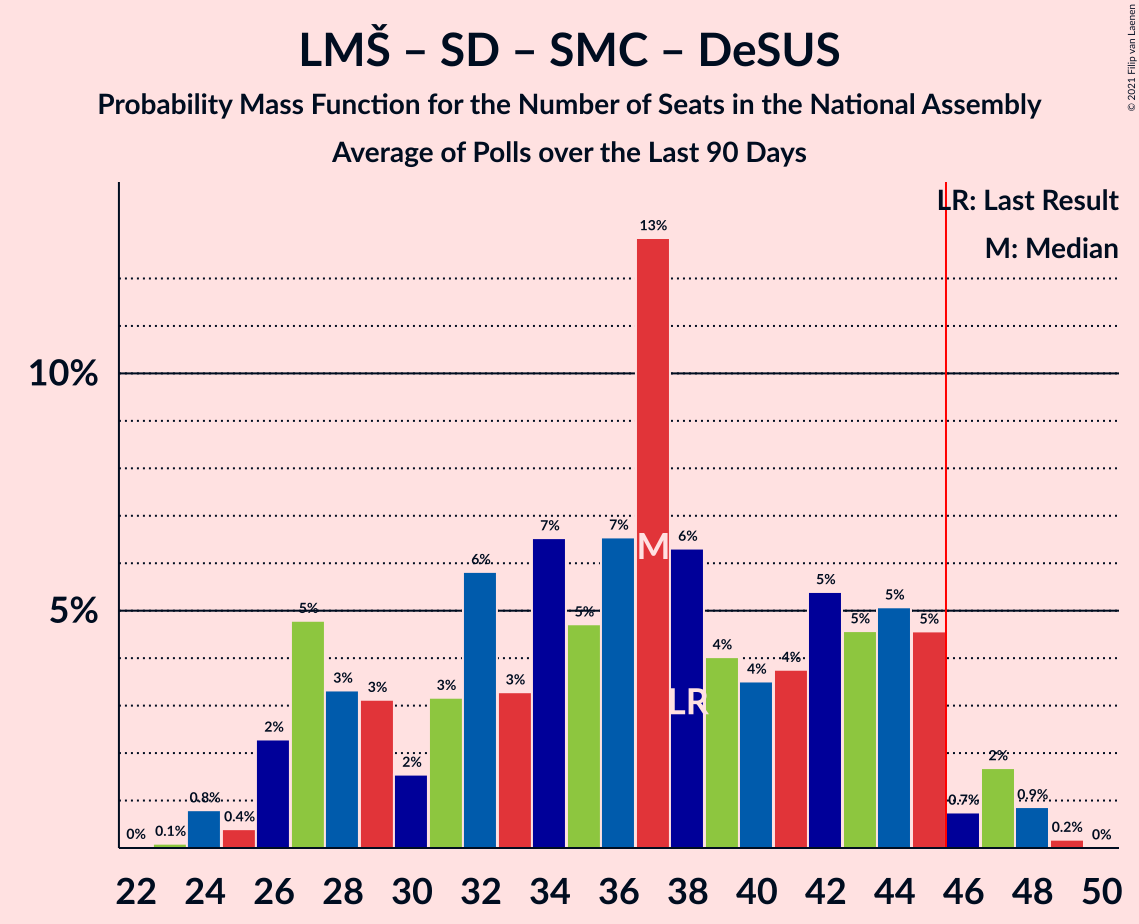 LMŠ – SD – SMC – DeSUS
Probability Mass Function for the Number of Seats in the National Assembly
Average of Polls over the Last 90 Days
© 2021 Filip van Laenen
LR: Last Result
M: Median
10%
5%
0% 0.1% 0.8% 0.4% 2% 5% 3% 3% 2% 3% 6% 3% 7% 5% 7% 13% 6% 4% 4% 4% 5% 5% 5% 5% 0.7% 2% 0.9% 0.2% 0%
M
LR
22 24 26 28 30 32 34 36 38 40 42 44 46 48 50